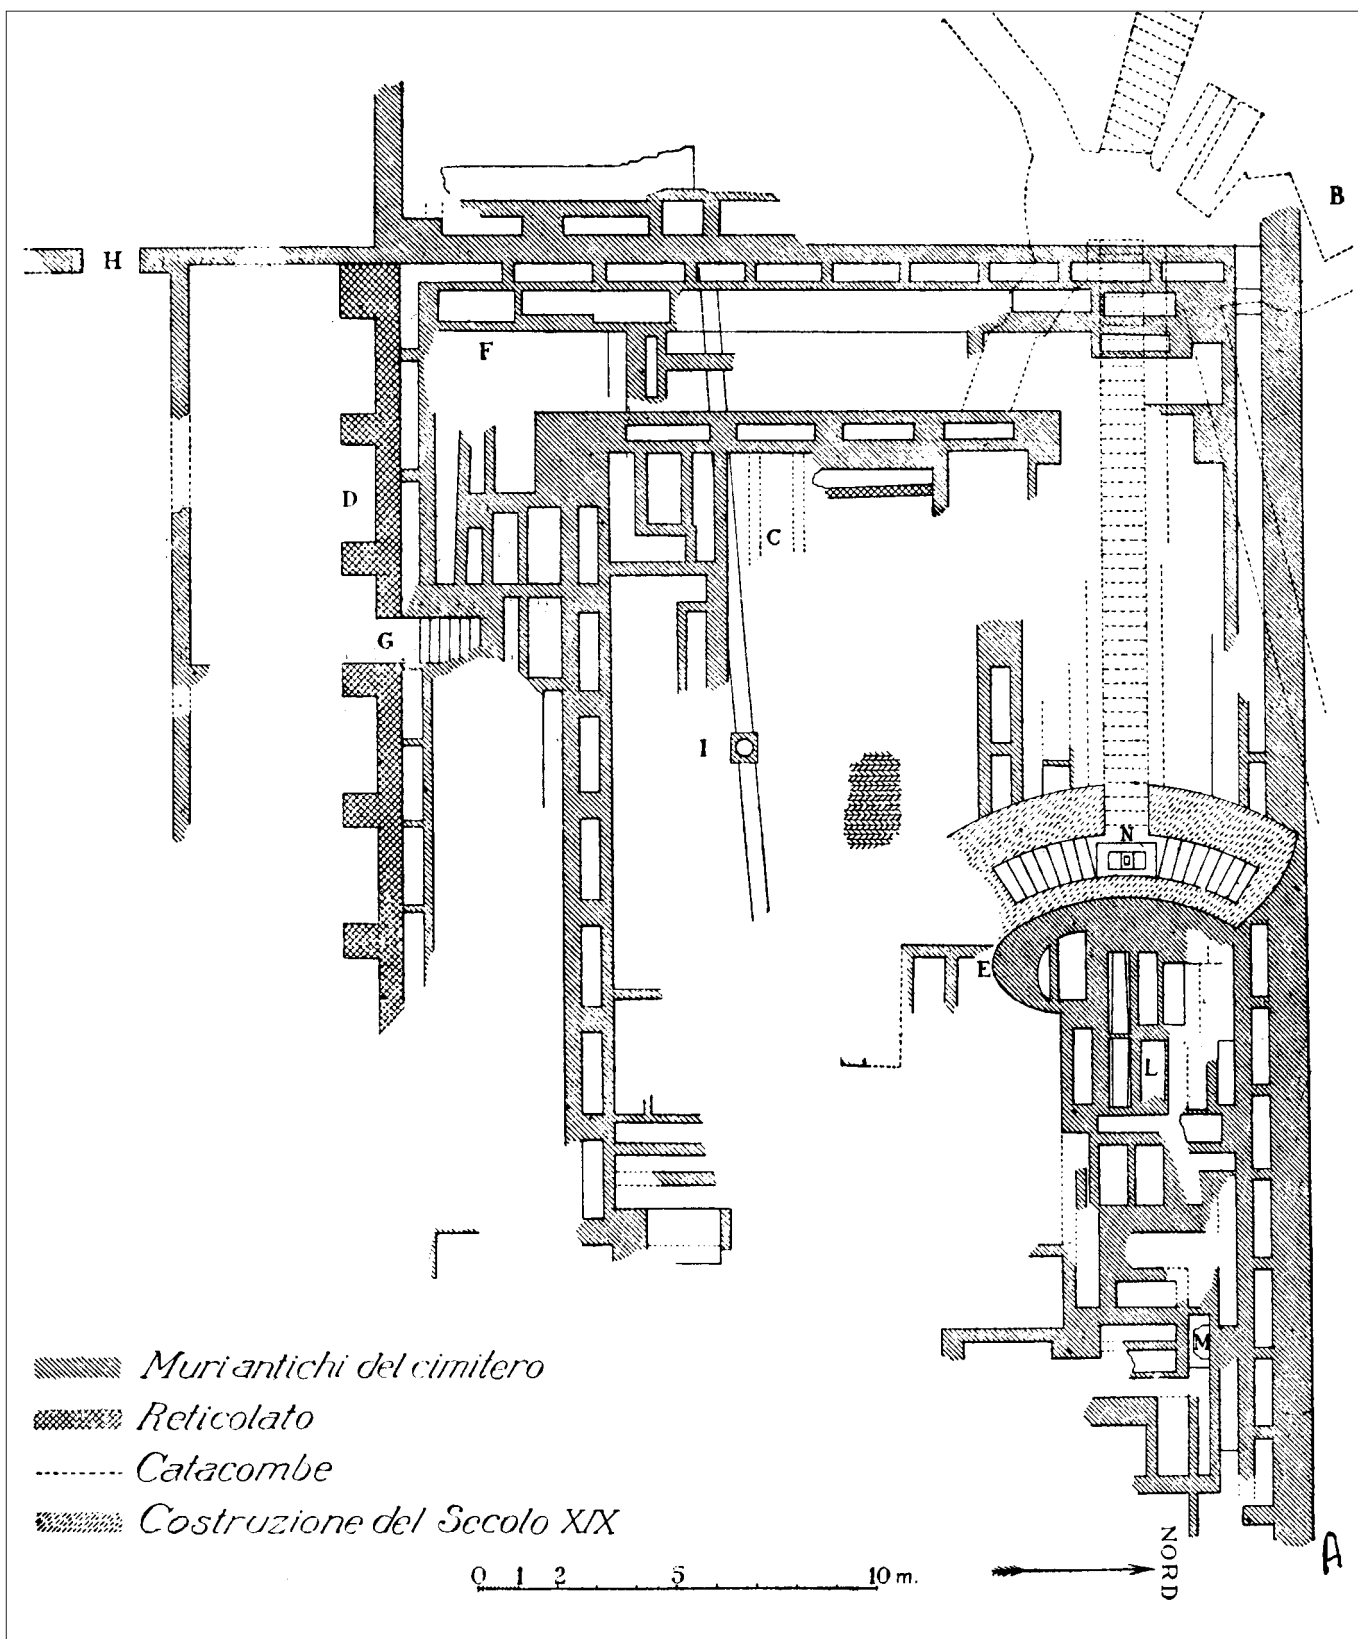 B
H
F
D
C
G
I
N
E
L
M
Muri antichi del cimitero
Reticolato
Catacombe
Costruzione del Secolo XIX
0 1 2 5 10 m.
NORD
A